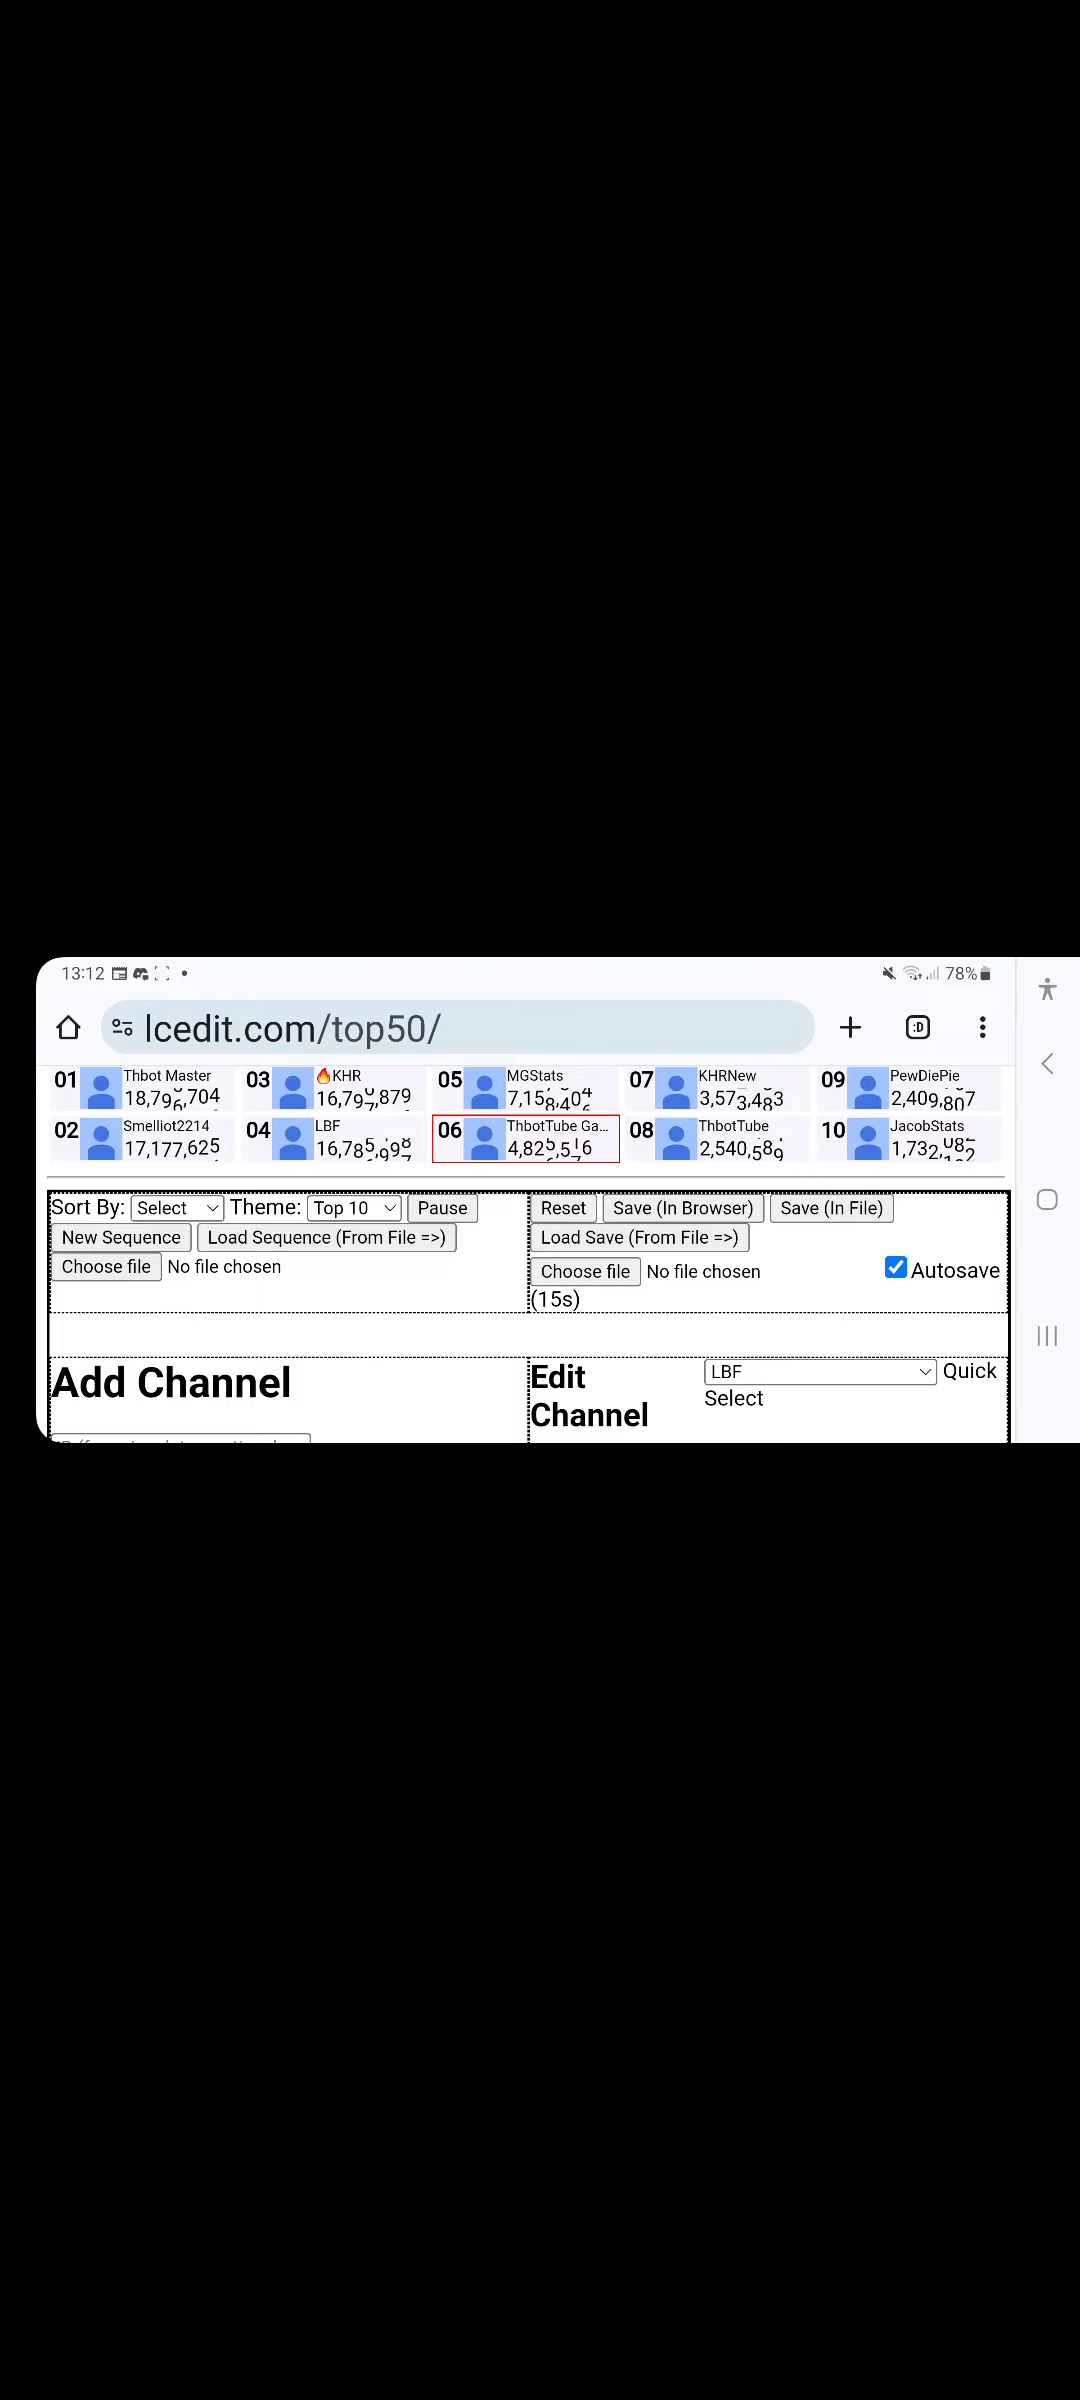 13:12 78%
lcedit.com/top50/
01 Thbot Master 03 🔥KHR 05 MGStats 07 KHRNew 09 PewDiePie
02 Smelliot2214 17,177,625 04 LBF 06 ThbotTube Ga... 08 ThbotTube 10 JacobStats
Sort By: Select Theme: Top 10 Pause
New Sequence Load Sequence (From File =>)
Choose file No file chosen
Reset Save (In Browser) Save (In File)
Load Save (From File =>)
Choose file No file chosen Autosave
(15s)
Add Channel
Edit
Channel
LBF Quick
Select